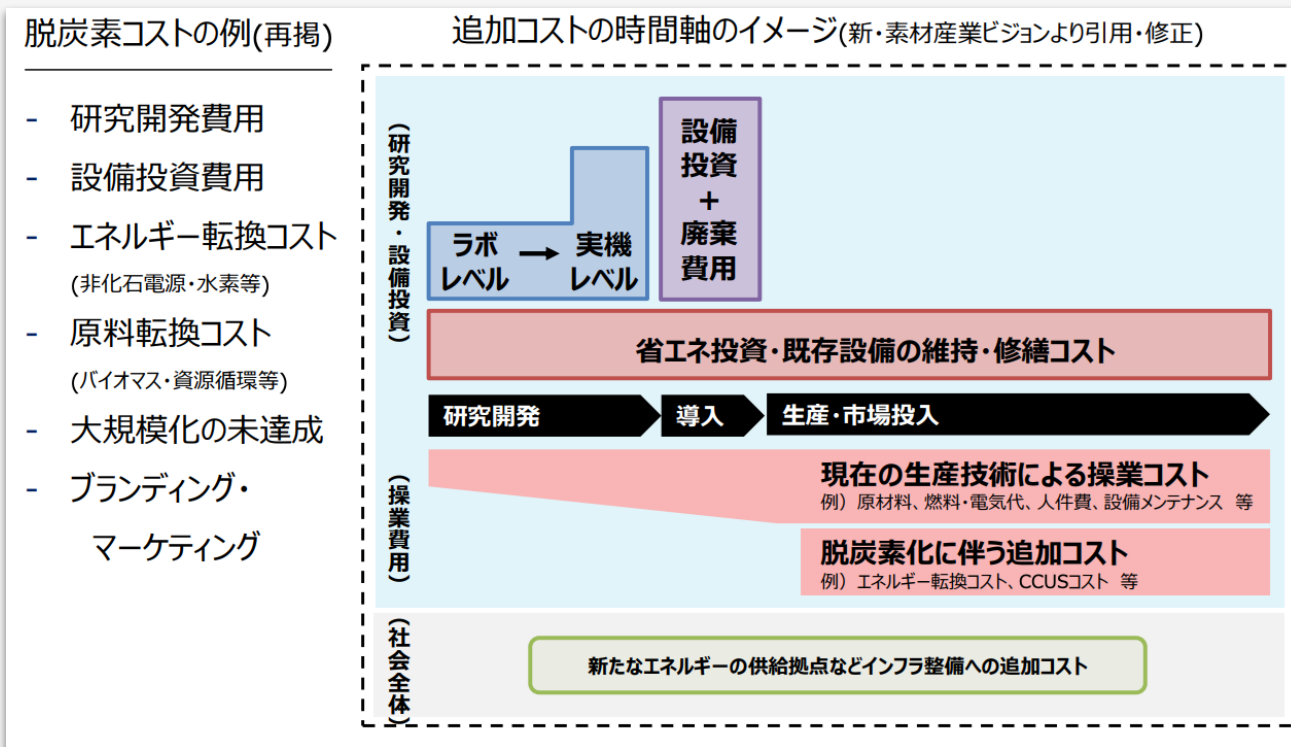 脱炭素コストの例(再掲)
- 研究開発費用
- 設備投資費用
- エネルギー転換コスト
(非化石電源・水素等)
- 原料転換コスト
(バイオマス・資源循環等)
- 大規模化の未達成
- ブランディング・
マーケティング
追加コストの時間軸のイメージ(新・素材産業ビジョンより引用・修正)
(研究開発・設備投資)
ラボ
レベル
→
実機
レベル
設備
投資
+
廃棄
費用
省エネ投資・既存設備の維持・修繕コスト
研究開発
導入
生産・市場投入
(操業費用)
現在の生産技術による操業コスト
例）原材料、燃料・電気代、人件費、設備メンテナンス 等
脱炭素化に伴う追加コスト
例）エネルギー転換コスト、CCUSコスト 等
(社会全体)
新たなエネルギーの供給拠点などインフラ整備への追加コスト